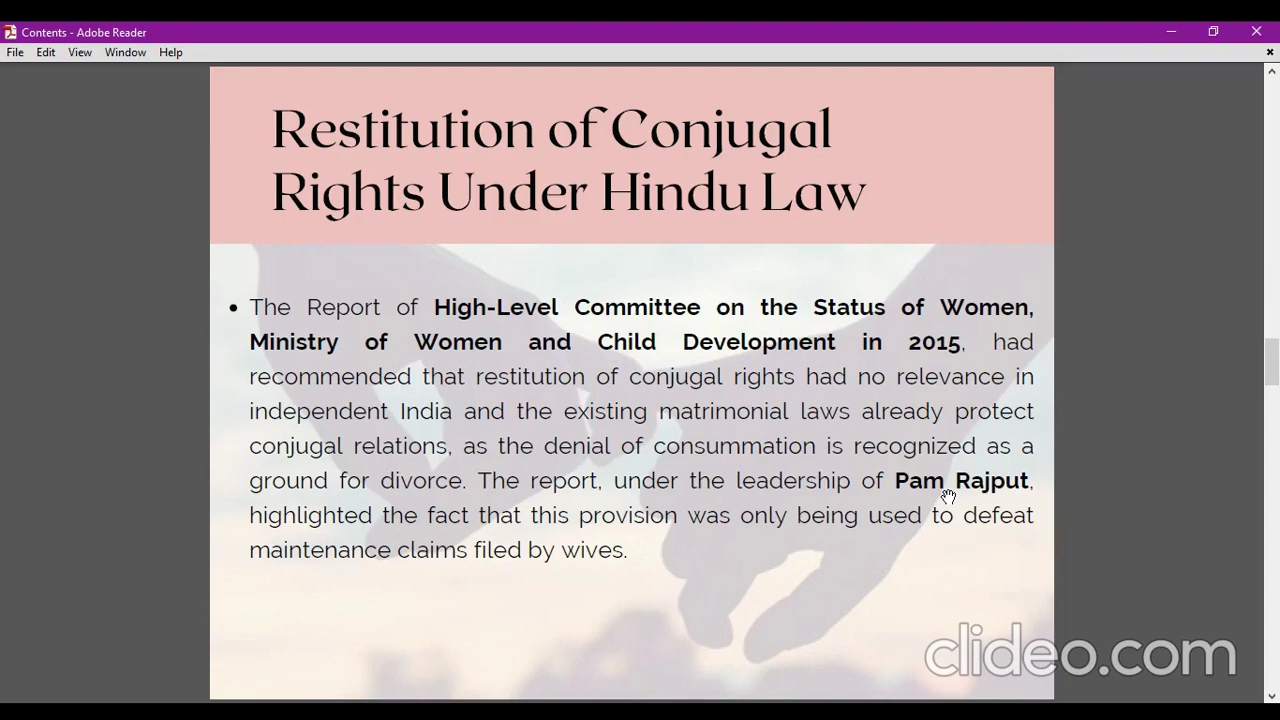 Contents - Adobe Reader
File Edit View Window Help
Restitution of Conjugal
Rights Under Hindu Law
• The Report of High-Level Committee on the Status of Women,
Ministry of Women and Child Development in 2015, had
recommended that restitution of conjugal rights had no relevance in
independent India and the existing matrimonial laws already protect
conjugal relations, as the denial of consummation is recognized as a
ground for divorce. The report, under the leadership of Pam Rajput,
highlighted the fact that this provision was only being used to defeat
maintenance claims filed by wives.
clideo.com